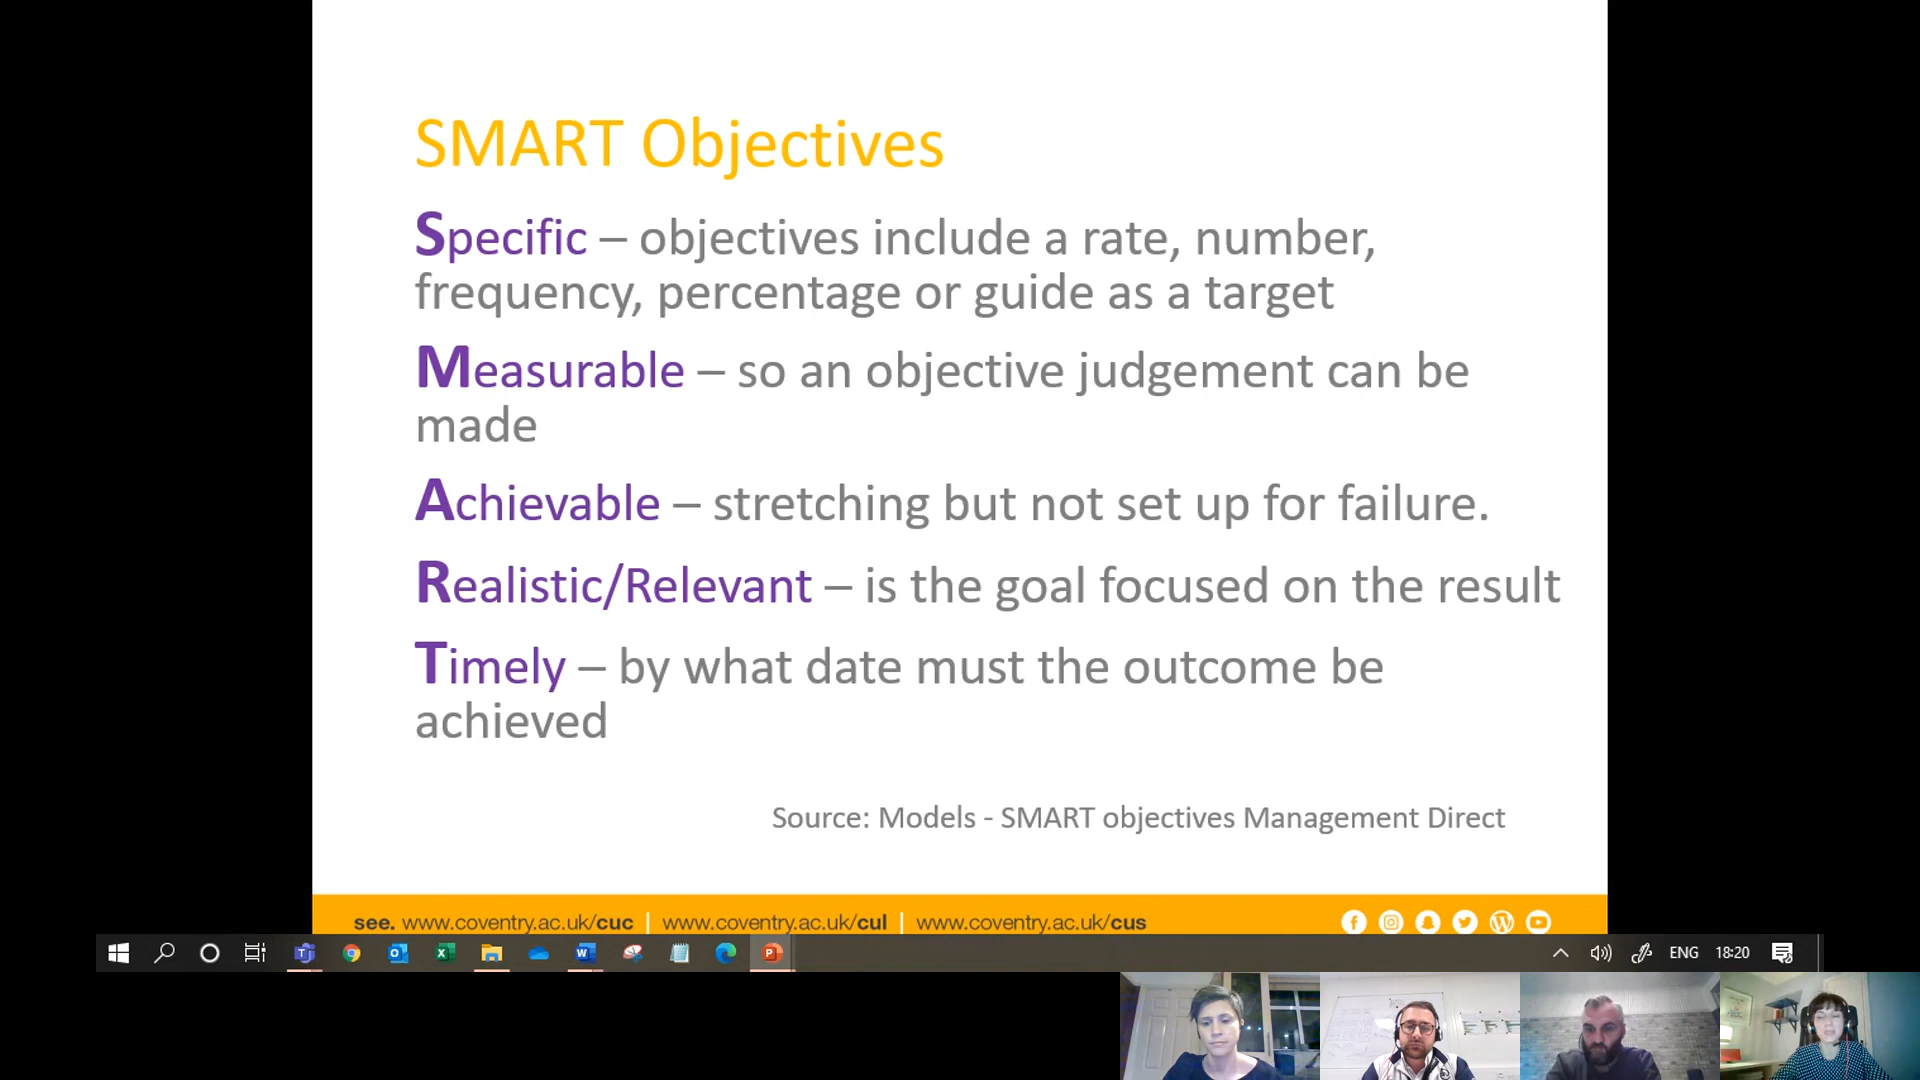 SMART Objectives
Specific – objectives include a rate, number,
frequency, percentage or guide as a target
Measurable – so an objective judgement can be
made
Achievable – stretching but not set up for failure.
Realistic/Relevant – is the goal focused on the result
Timely – by what date must the outcome be
achieved
Source: Models - SMART objectives Management Direct
see. www.coventry.ac.uk/cuc | www.coventry.ac.uk/cul | www.coventry.ac.uk/cus
ENG 18:20